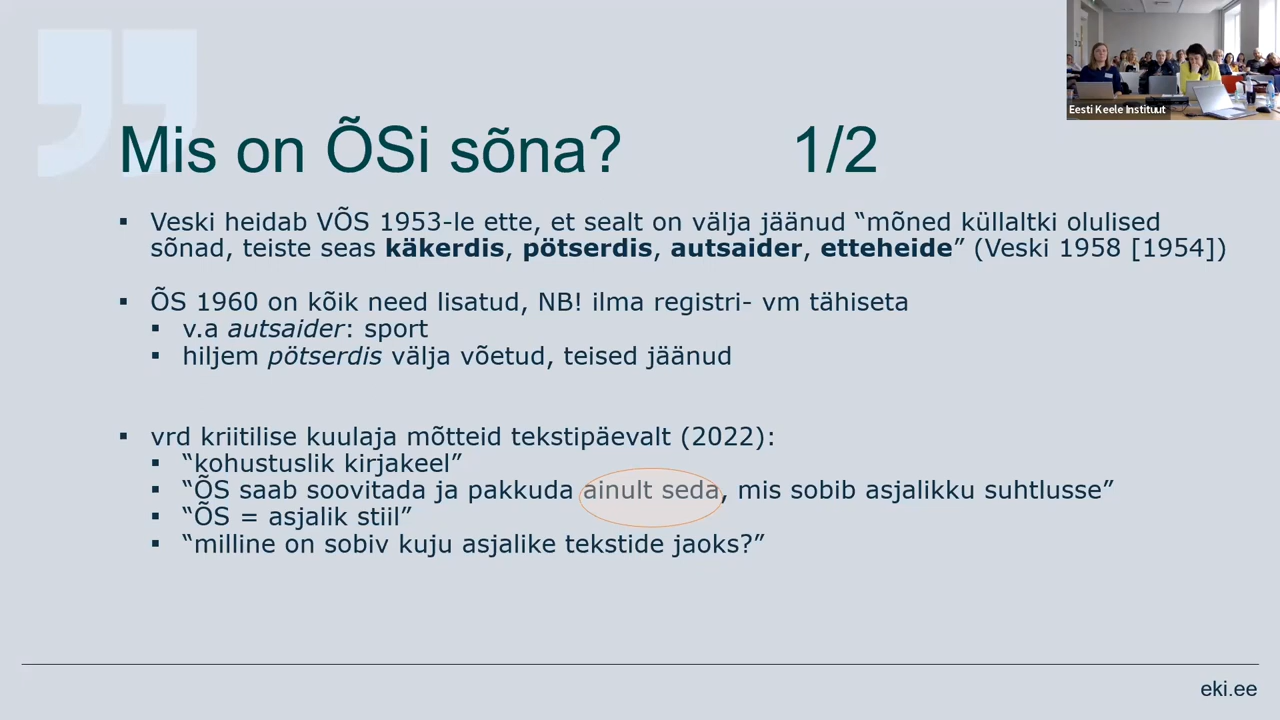 Eesti Keele Instituut
Mis on ÕSi sõna? 1/2
▪ Veski heidab VÕS 1953-le ette, et sealt on välja jäänud “mõned küllaltki olulised
sõnad, teiste seas käkerdis, pötserdis, autsaider, etteheide” (Veski 1958 [1954])
▪ ÕS 1960 on kõik need lisatud, NB! ilma registri- vm tähiseta
▪ v.a autsaider: sport
▪ hiljem pötserdis välja võetud, teised jäänud
▪ vrd kriitilise kuulaja mõtteid tekstipäevalt (2022):
▪ “kohustuslik kirjakeel”
▪ “ÕS saab soovitada ja pakkuda ainult seda, mis sobib asjalikku suhtlusse”
▪ “ÕS = asjalik stiil”
▪ “milline on sobiv kuju asjalike tekstide jaoks?”
eki.ee